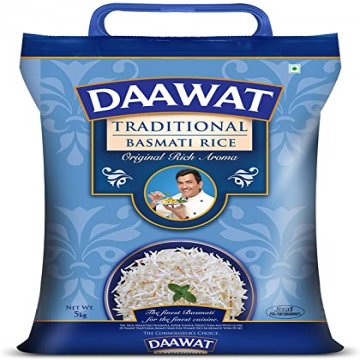 DAAWAT
TRADITIONAL
BASMATI RICE
Original Rich Aroma
NET WT.
5kg
The finest Basmati
for the finest cuisine.
THE CONNOISSEUR'S CHOICE.
DAAWAT
TRADITIONAL